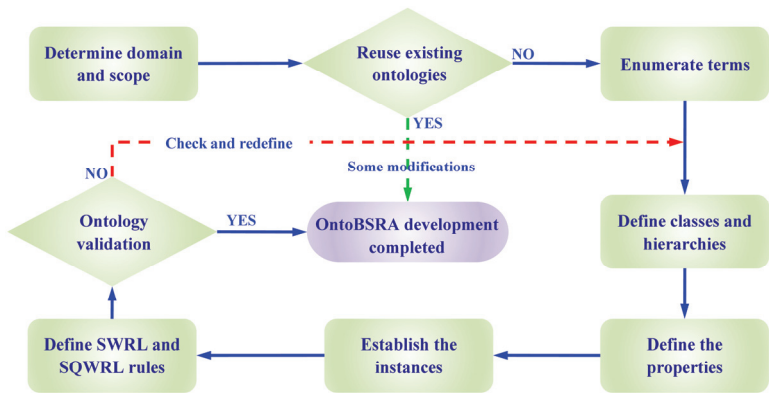 Determine domain
and scope
Reuse existing
ontologies
NO
Enumerate terms
YES
Check and redefine
Some modifications
NO
Ontology
validation
YES
OntoBSRA development
completed
Define classes and
hierarchies
Define SWRL and
SQWRL rules
Establish the
instances
Define the
properties